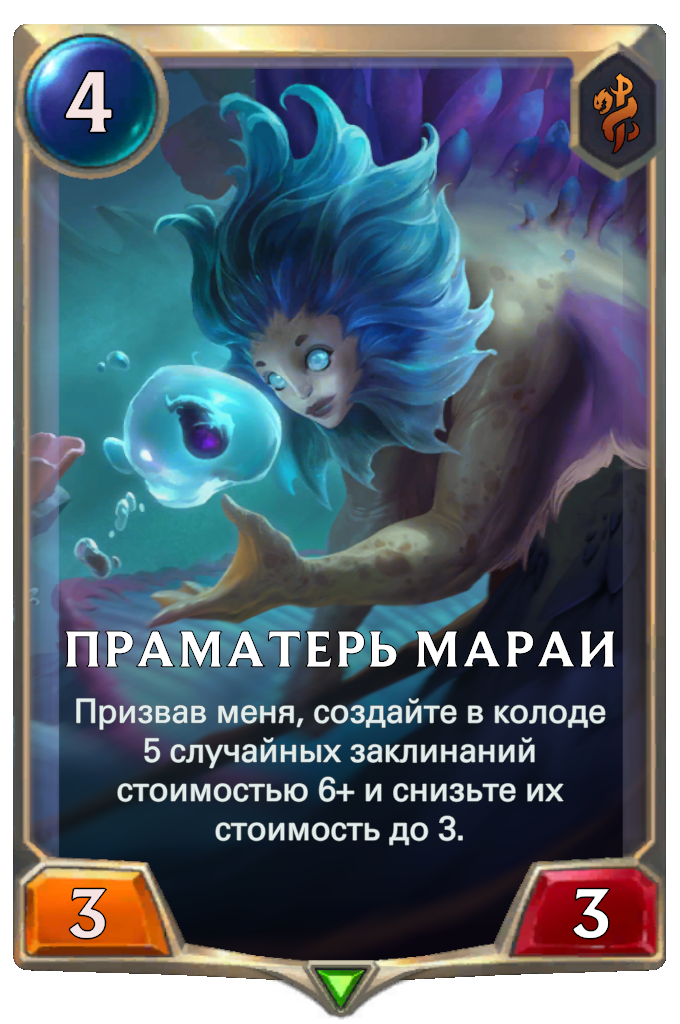 4
ПРАМАТЕРЬ МАРАИ
Призвав меня, создайте в колоде
5 случайных заклинаний
стоимостью 6+ и снизьте их
стоимость до 3.
3
3